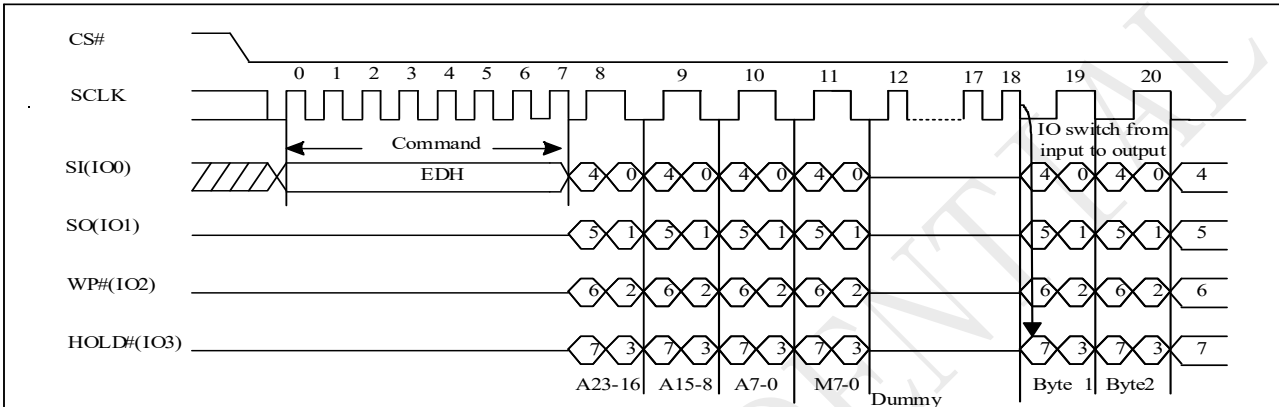 CS#
0 1 2 3 4 5 6 7 8 9 10 11 12 17 18 19 20
SCLK
Command
IO switch from
input to output
SI(IO0) EDH 4 0 4 0 4 0 4 0 4 0 4 0 4
SO(IO1) 5 1 5 1 5 1 5 1 5 1 5 1 5
WP#(IO2) 6 2 6 2 6 2 6 2 6 2 6 2 6
HOLD#(IO3) 7 3 7 3 7 3 7 3 7 3 7 3 7
A23-16 A15-8 A7-0 M7-0 Byte 1 Byte2
Dummy
DENTIAL